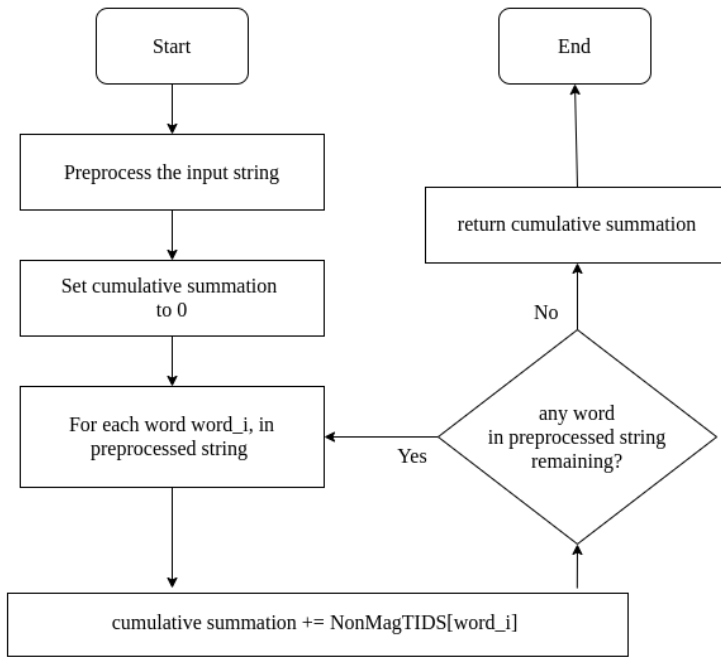 Start
Preprocess the input string
Set cumulative summation
to 0
For each word word_i, in
preprocessed string
cumulative summation += NonMagTIDS[word_i]
any word
in preprocessed string
remaining?
Yes
No
return cumulative summation
End